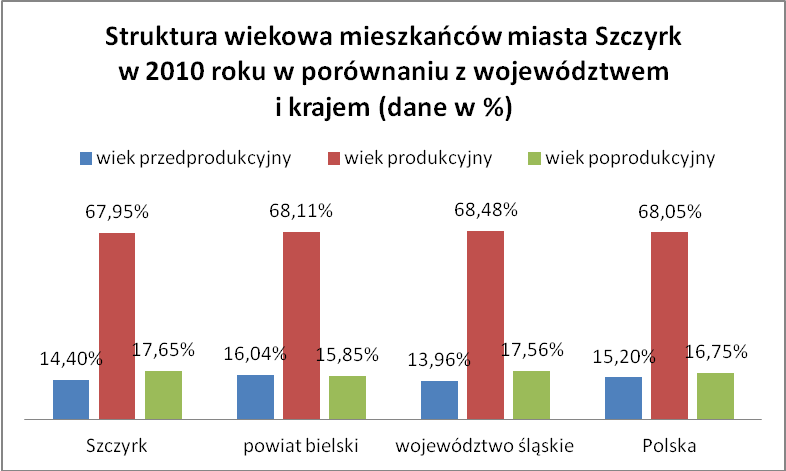 Struktura wiekowa mieszkańców miasta Szczyrk
w 2010 roku w porównaniu z województwem
i krajem (dane w %)
wiek przedprodukcyjny wiek produkcyjny wiek poprodukcyjny
67,95% 68,11% 68,48% 68,05%
14,40% 17,65% 16,04% 15,85% 13,96% 17,56% 15,20% 16,75%
Szczyrk powiat bielski województwo śląskie Polska